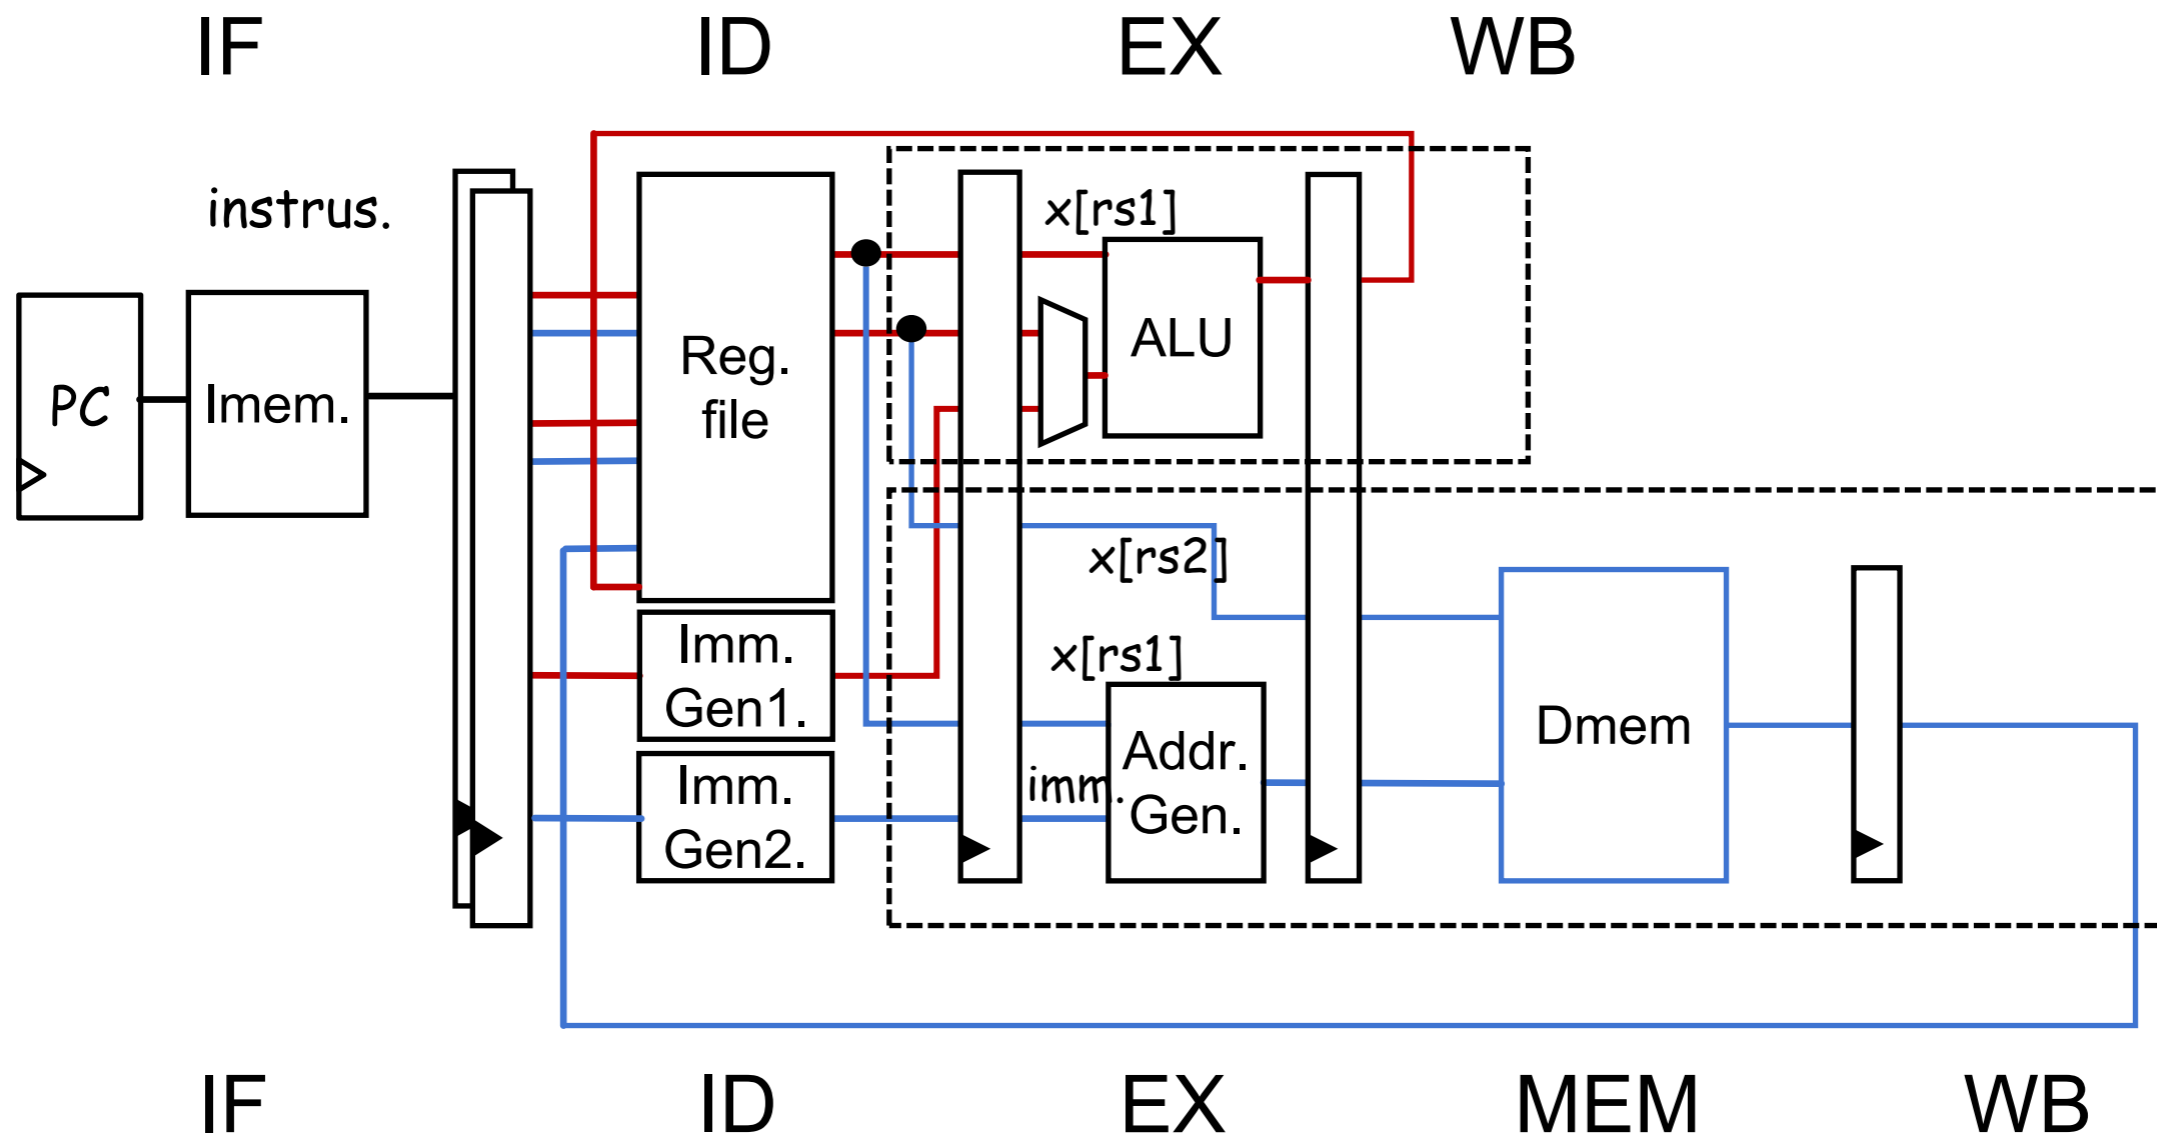 IF
ID
EX
WB
instrus.
PC
Imem.
Reg.
file
x[rs1]
ALU
x[rs2]
Imm.
Gen1.
x[rs1]
Imm.
Gen2.
imm.
Addr.
Gen.
Dmem
IF
ID
EX
MEM
WB